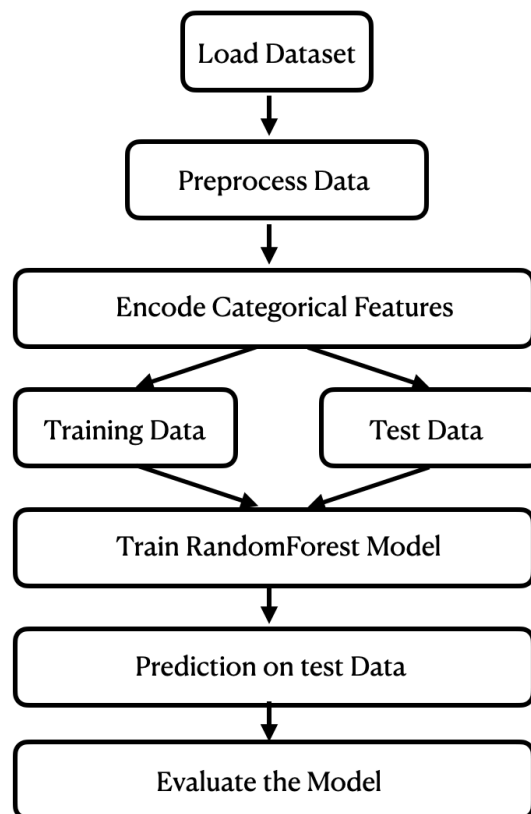 Load Dataset
Preprocess Data
Encode Categorical Features
Training Data
Test Data
Train RandomForest Model
Prediction on test Data
Evaluate the Model